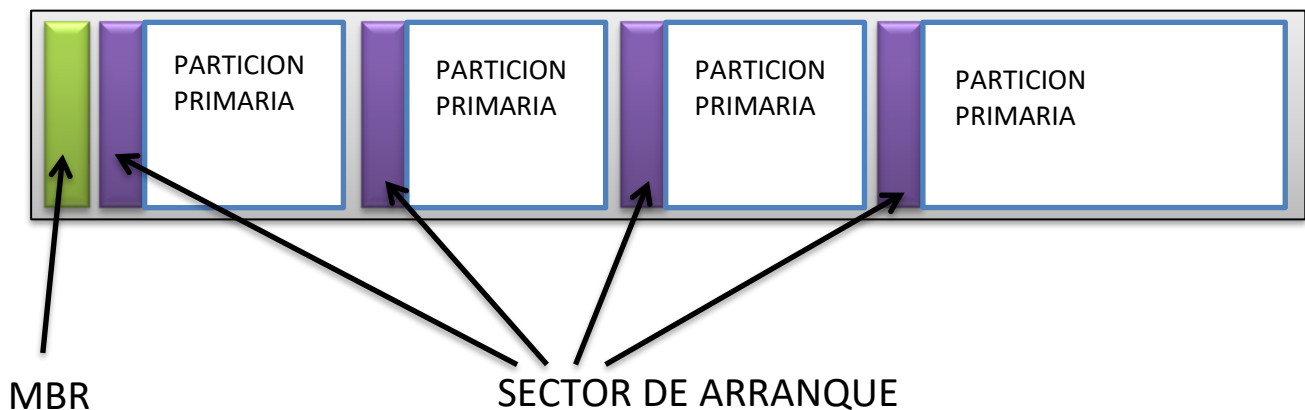 PARTICION
PRIMARIA
PARTICION
PRIMARIA
PARTICION
PRIMARIA
PARTICION
PRIMARIA
MBR
SECTOR DE ARRANQUE